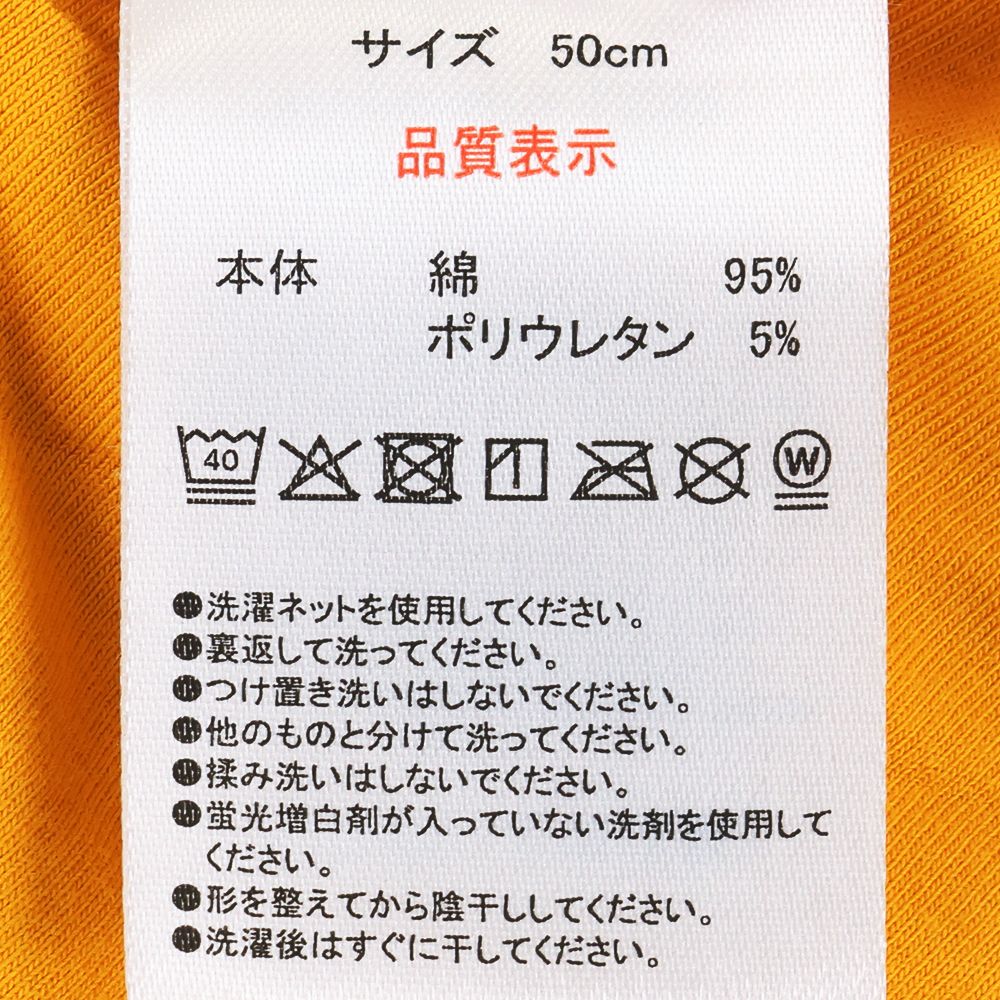 サイズ　50cm
品質表示
本体　綿　95%
ポリウレタン　5%
40 W
●洗濯ネットを使用してください。
●裏返して洗ってください。
●つけ置き洗いはしないでください。
●他のものと分けて洗ってください。
●揉み洗いはしないでください。
●蛍光増白剤が入っていない洗剤を使用して
ください。
●形を整えてから陰干ししてください。
●洗濯後はすぐに干してください。